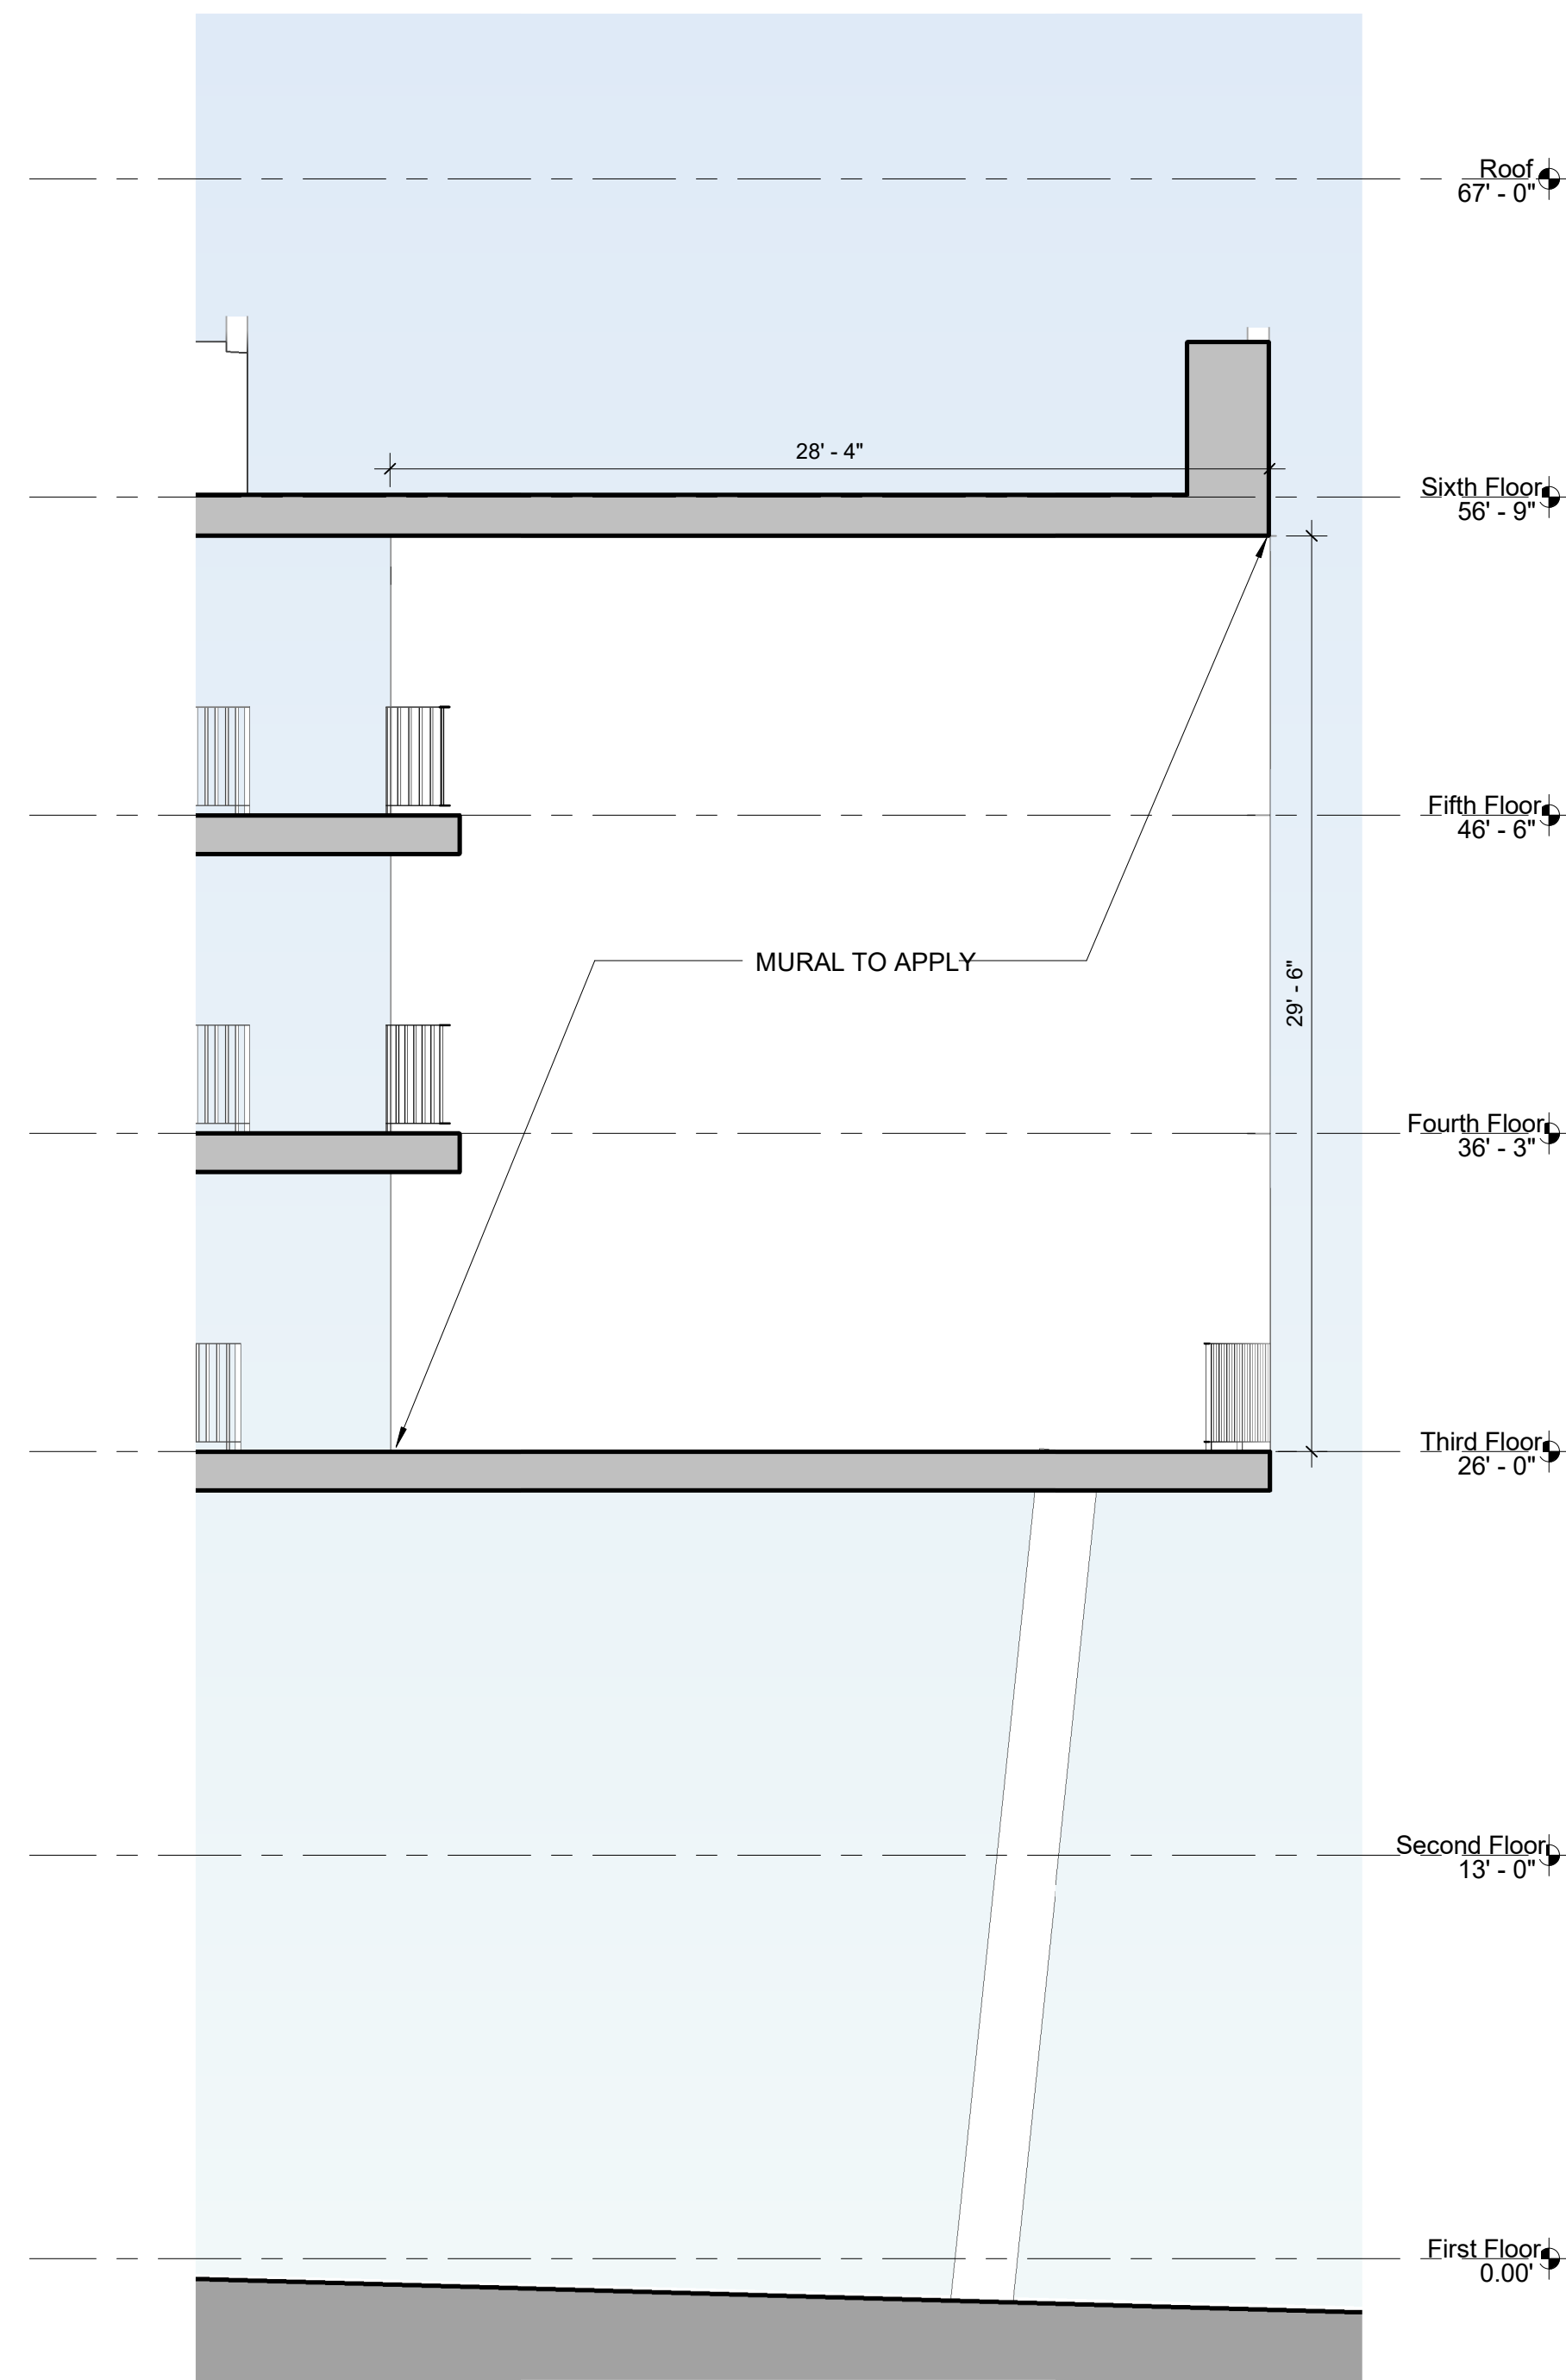 Roof
67' - 0"
28' - 4"
Sixth Floor
56' - 9"
Fifth Floor
46' - 6"
MURAL TO APPLY
29' - 6"
Fourth Floor
36' - 3"
Third Floor
26' - 0"
Second Floor
13' - 0"
First Floor
0.00'